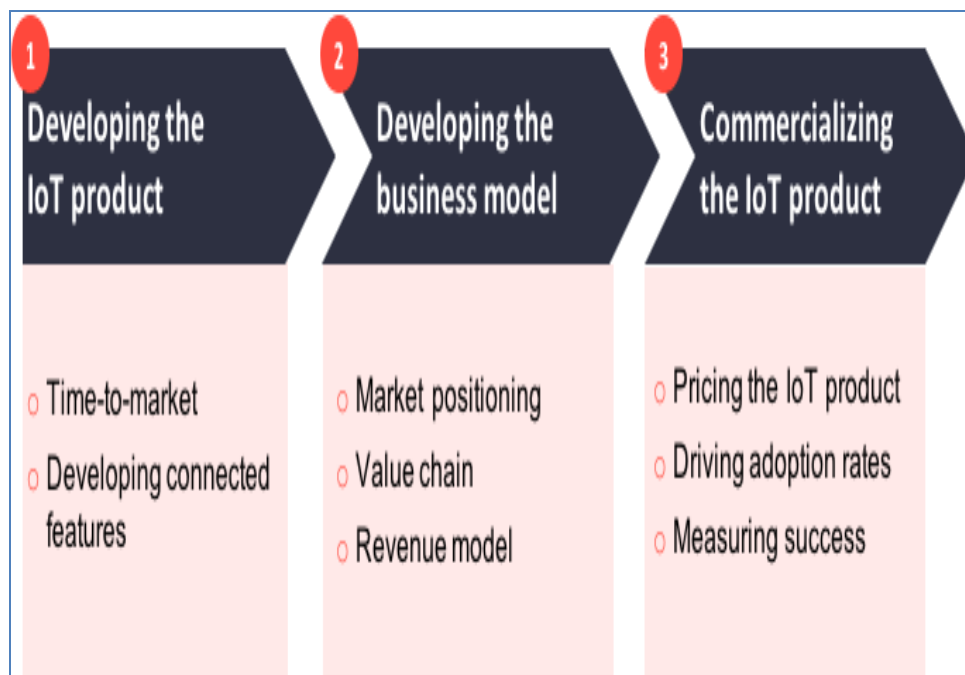 1
Developing the
IoT product
Time-to-market
Developing connected
features
2
Developing the
business model
Market positioning
Value chain
Revenue model
3
Commercializing
the IoT product
Pricing the IoT product
Driving adoption rates
Measuring success